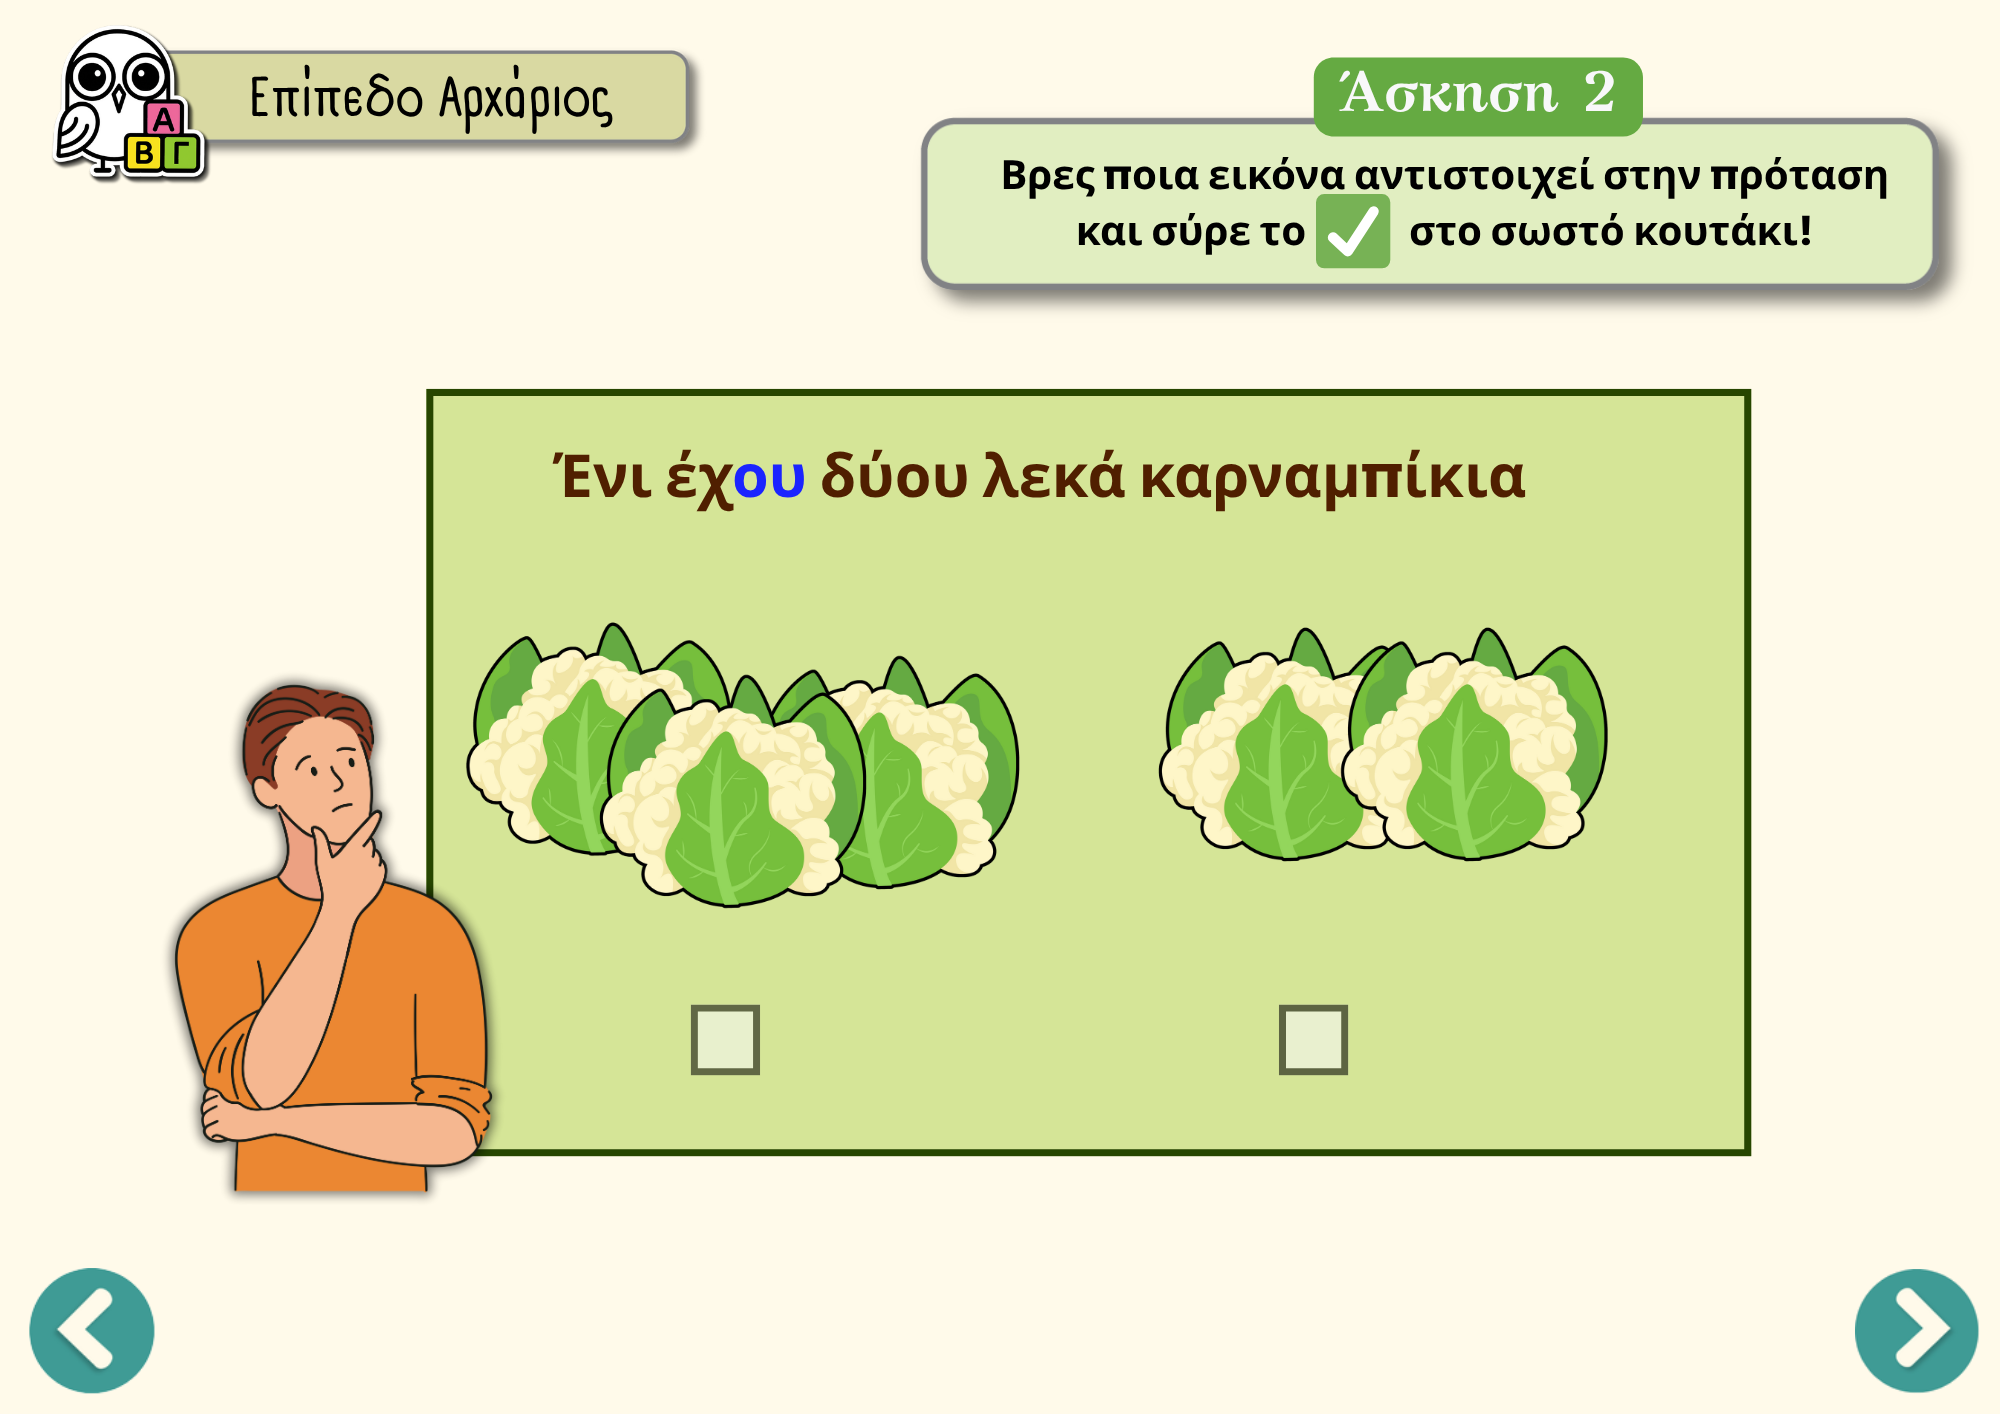 Α
Β Γ
Επίπεδο Αρχάριος
Άσκηση 2
Βρες ποια εικόνα αντιστοιχεί στην πρόταση
και σύρε το στο σωστό κουτάκι!
Ένι έχου δύου λεκά καρναμπίκια